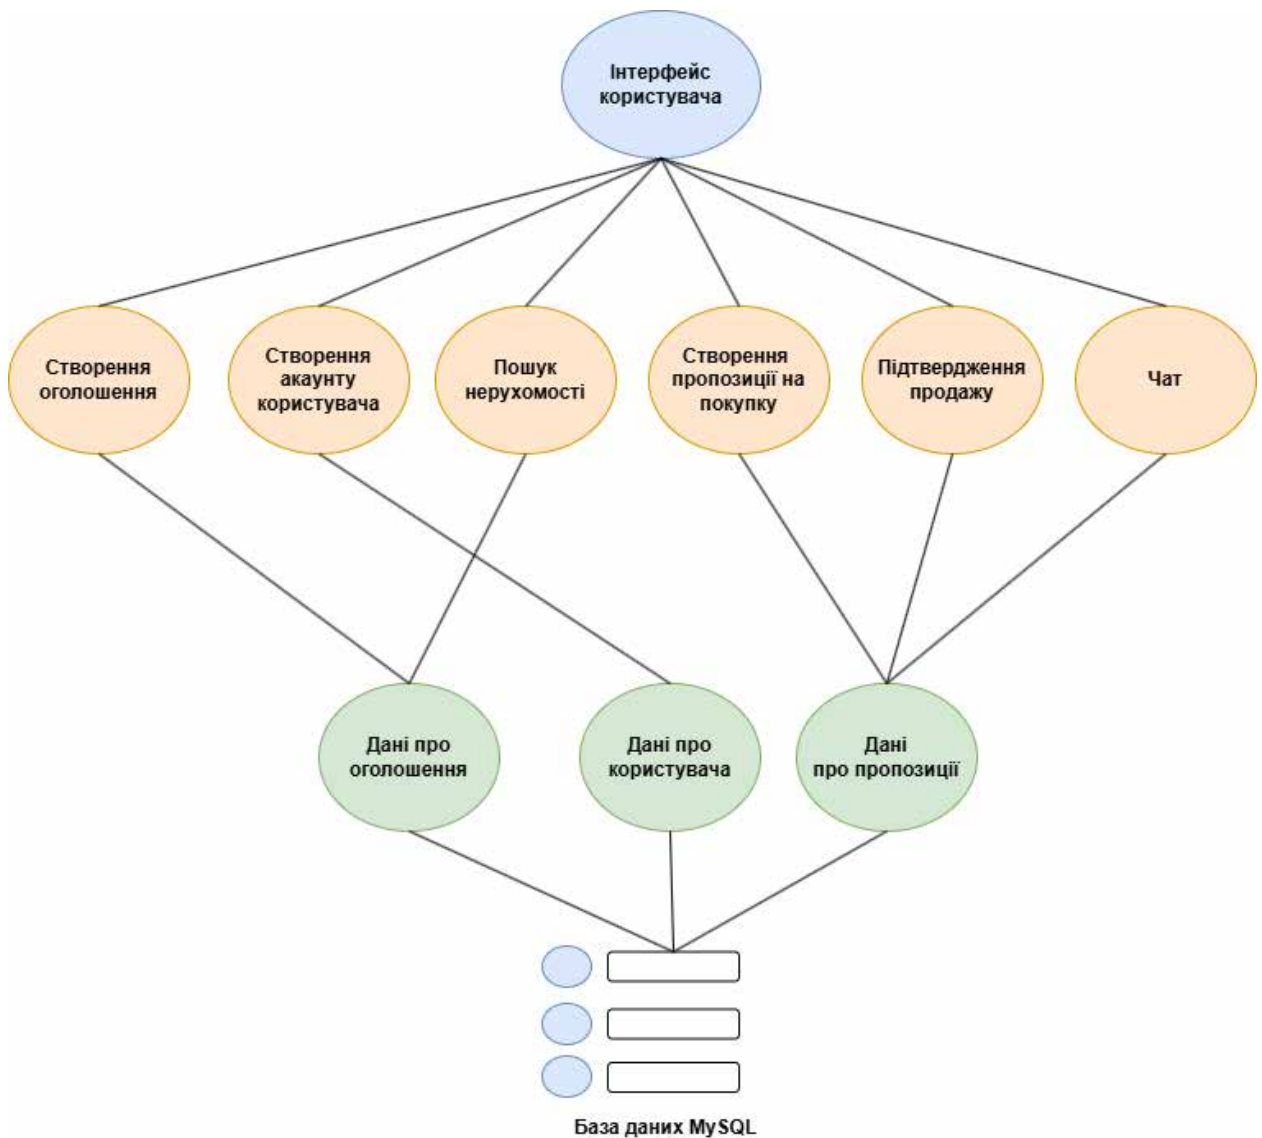 Інтерфейс
користувача
Створення
оголошення
Створення
акаунту
користувача
Пошук
нерухомості
Створення
пропозиції на
покупку
Підтвердження
продажу
Чат
Дані про
оголошення
Дані про
користувача
Дані
про пропозиції
База даних MySQL